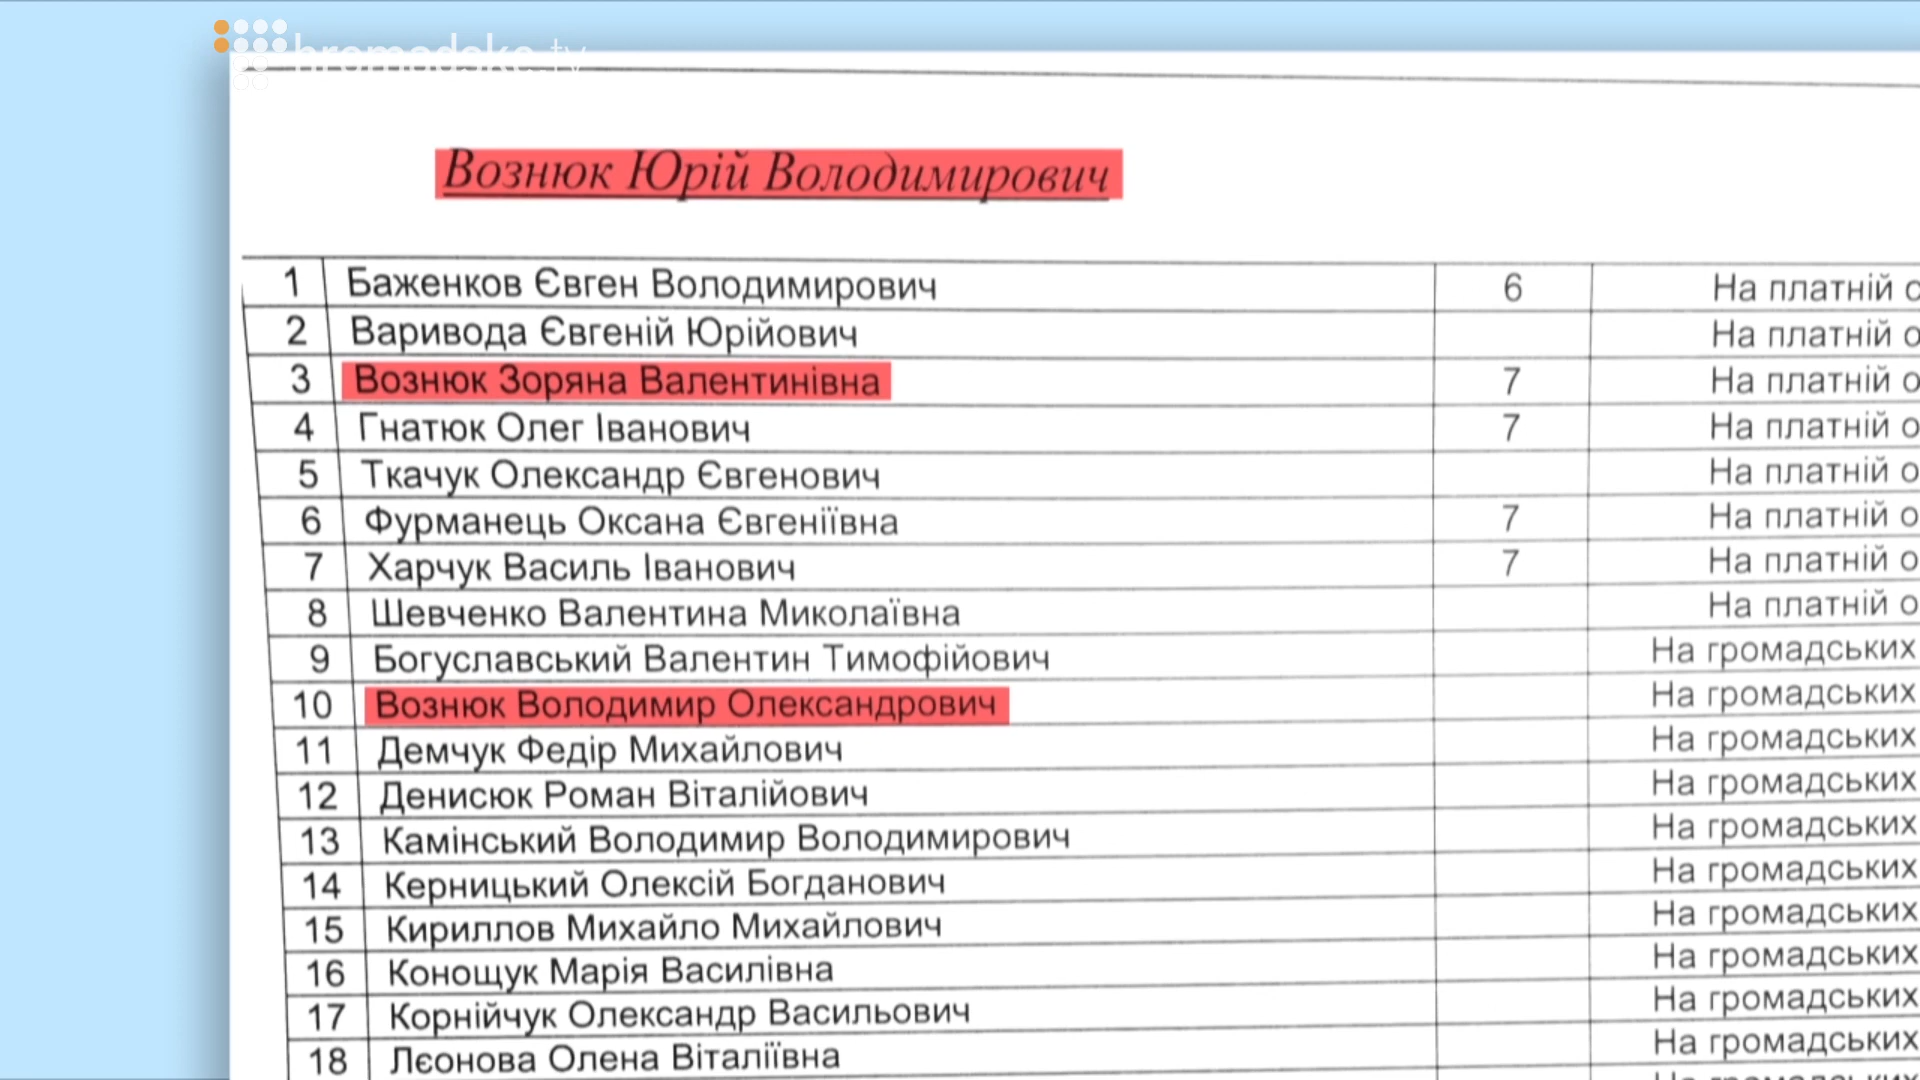 hromadske.tv
Вознюк Юрій Володимирович
1 Баженков Євген Володимирович 6 На платній о
2 Варивода Євгеній Юрійович На платній о
3 Вознюк Зоряна Валентинівна 7 На платній о
4 Гнатюк Олег Іванович 7 На платній о
5 Ткачук Олександр Євгенович На платній о
6 Фурманець Оксана Євгеніївна 7 На платній о
7 Харчук Василь Іванович 7 На платній о
8 Шевченко Валентина Миколаївна На платній о
9 Богуславський Валентин Тимофійович На громадських
10 Вознюк Володимир Олександрович На громадських
11 Демчук Федір Михайлович На громадських
12 Денисюк Роман Віталійович На громадських
13 Камінський Володимир Володимирович На громадських
14 Керницький Олексій Богданович На громадських
15 Кириллов Михайло Михайлович На громадських
16 Конощук Марія Василівна На громадських
17 Корнійчук Олександр Васильович На громадських
18 Лєонова Олена Віталіївна На громадських